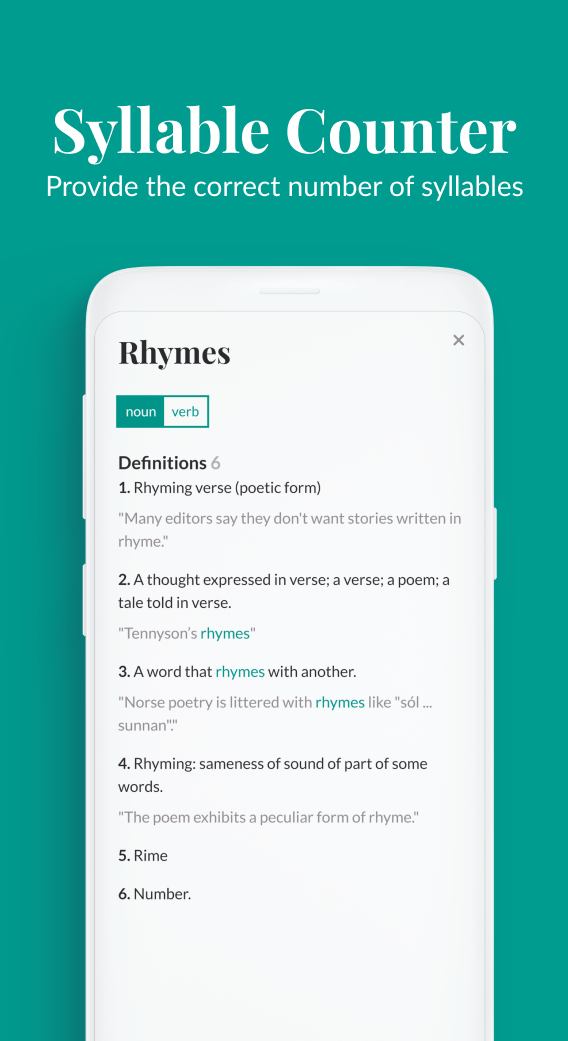 Syllable Counter
Provide the correct number of syllables
Rhymes
noun verb
Definitions 6
1. Rhyming verse (poetic form)
"Many editors say they don't want stories written in
rhyme."
2. A thought expressed in verse; a verse; a poem; a
tale told in verse.
"Tennyson’s rhymes"
3. A word that rhymes with another.
"Norse poetry is littered with rhymes like "sól ...
sunnan"."
4. Rhyming: sameness of sound of part of some
words.
"The poem exhibits a peculiar form of rhyme."
5. Rime
6. Number.